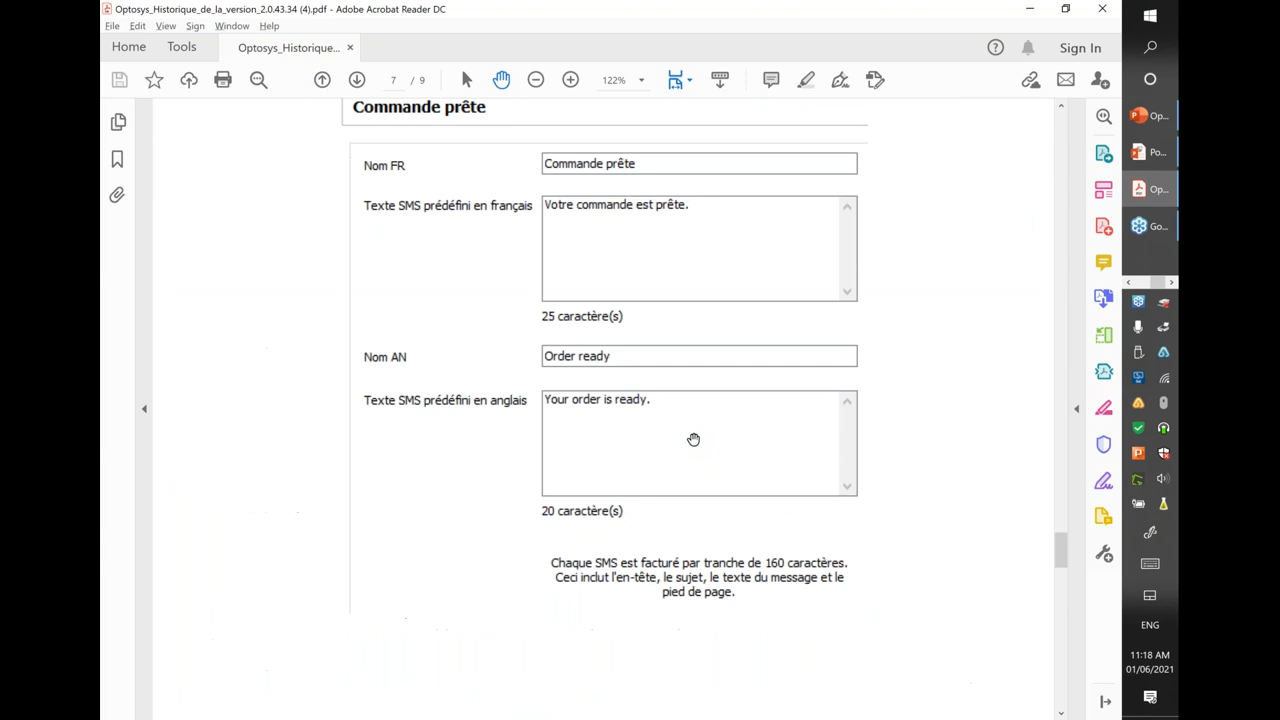 Optosys_Historique_de_la_version_2.0.43.34 (4).pdf - Adobe Acrobat Reader DC
File Edit View Sign Window Help
Home Tools Optosys_Historique... × Sign In
7 / 9 122%
Commande prête
Nom FR Commande prête
Texte SMS prédéfini en français Votre commande est prête.
25 caractère(s)
Nom AN Order ready
Texte SMS prédéfini en anglais Your order is ready.
20 caractère(s)
Chaque SMS est facturé par tranche de 160 caractères.
Ceci inclut l'en-tête, le sujet, le texte du message et le
pied de page.
Op...
Po...
Op...
Go...
ENG
11:18 AM
01/06/2021